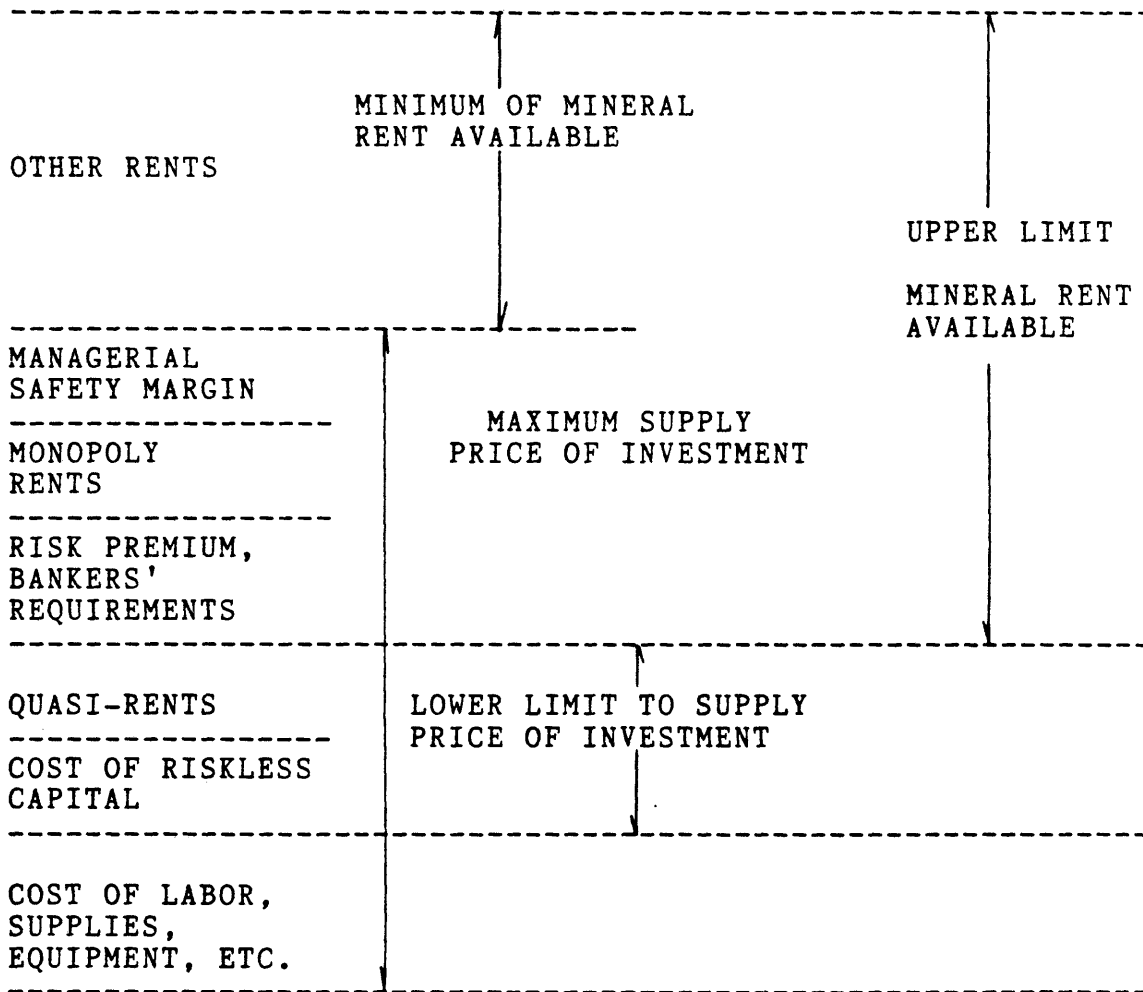 MINIMUM OF MINERAL
RENT AVAILABLE
OTHER RENTS
UPPER LIMIT
MINERAL RENT
AVAILABLE
MANAGERIAL
SAFETY MARGIN
MAXIMUM SUPPLY
PRICE OF INVESTMENT
MONOPOLY
RENTS
RISK PREMIUM,
BANKERS'
REQUIREMENTS
QUASI-RENTS
LOWER LIMIT TO SUPPLY
PRICE OF INVESTMENT
COST OF RISKLESS
CAPITAL
COST OF LABOR,
SUPPLIES,
EQUIPMENT, ETC.